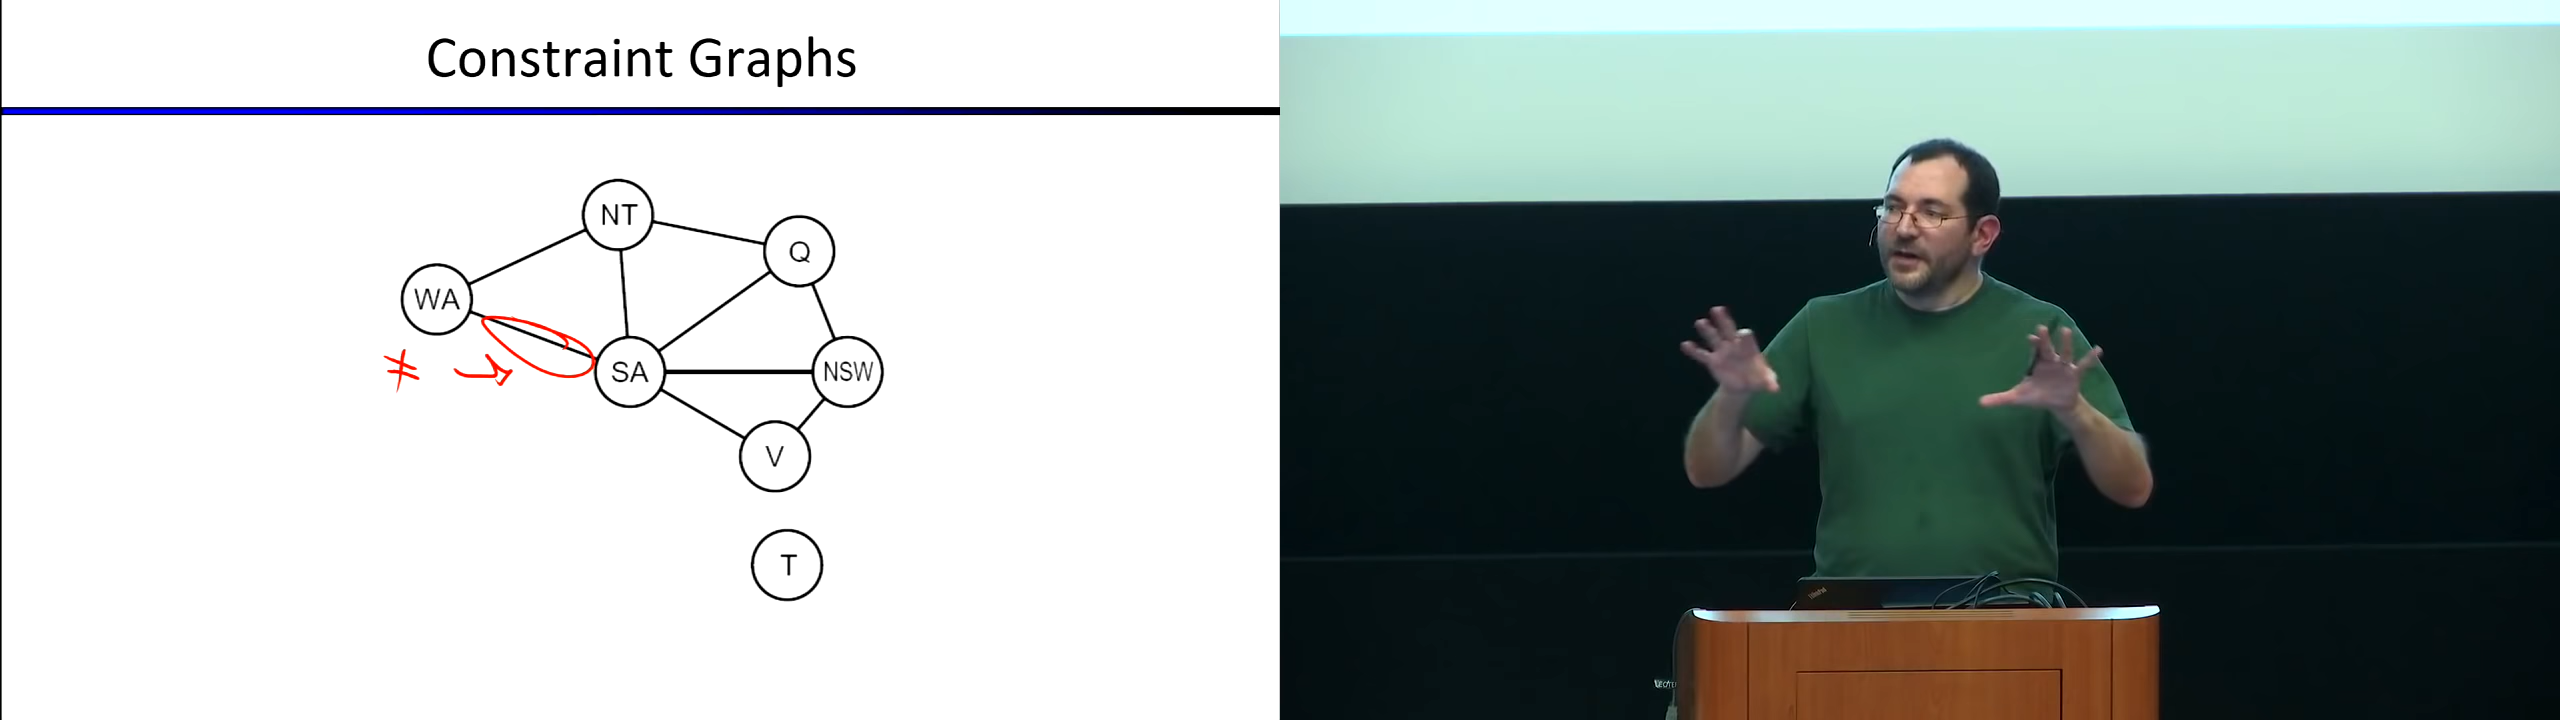 Constraint Graphs
NT
Q
WA
≠
SA
NSW
V
T